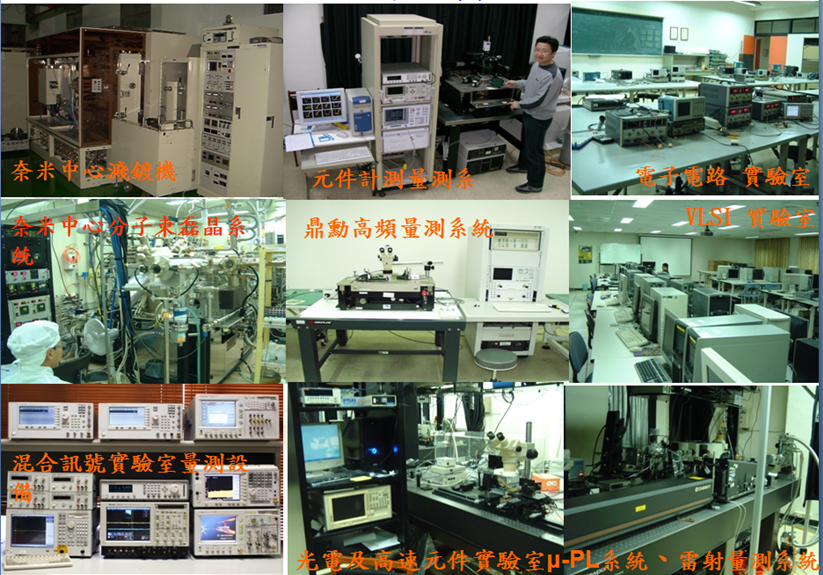 奈米中心濺鍍機
元件計測量測系
電子電路 實驗室
奈米中心分子束磊晶系
統
鼎勳高頻量測系統
VLSI 實驗室
混合訊號實驗室量測設
備
光電及高速元件實驗室μ-PL系統、雷射量測系統